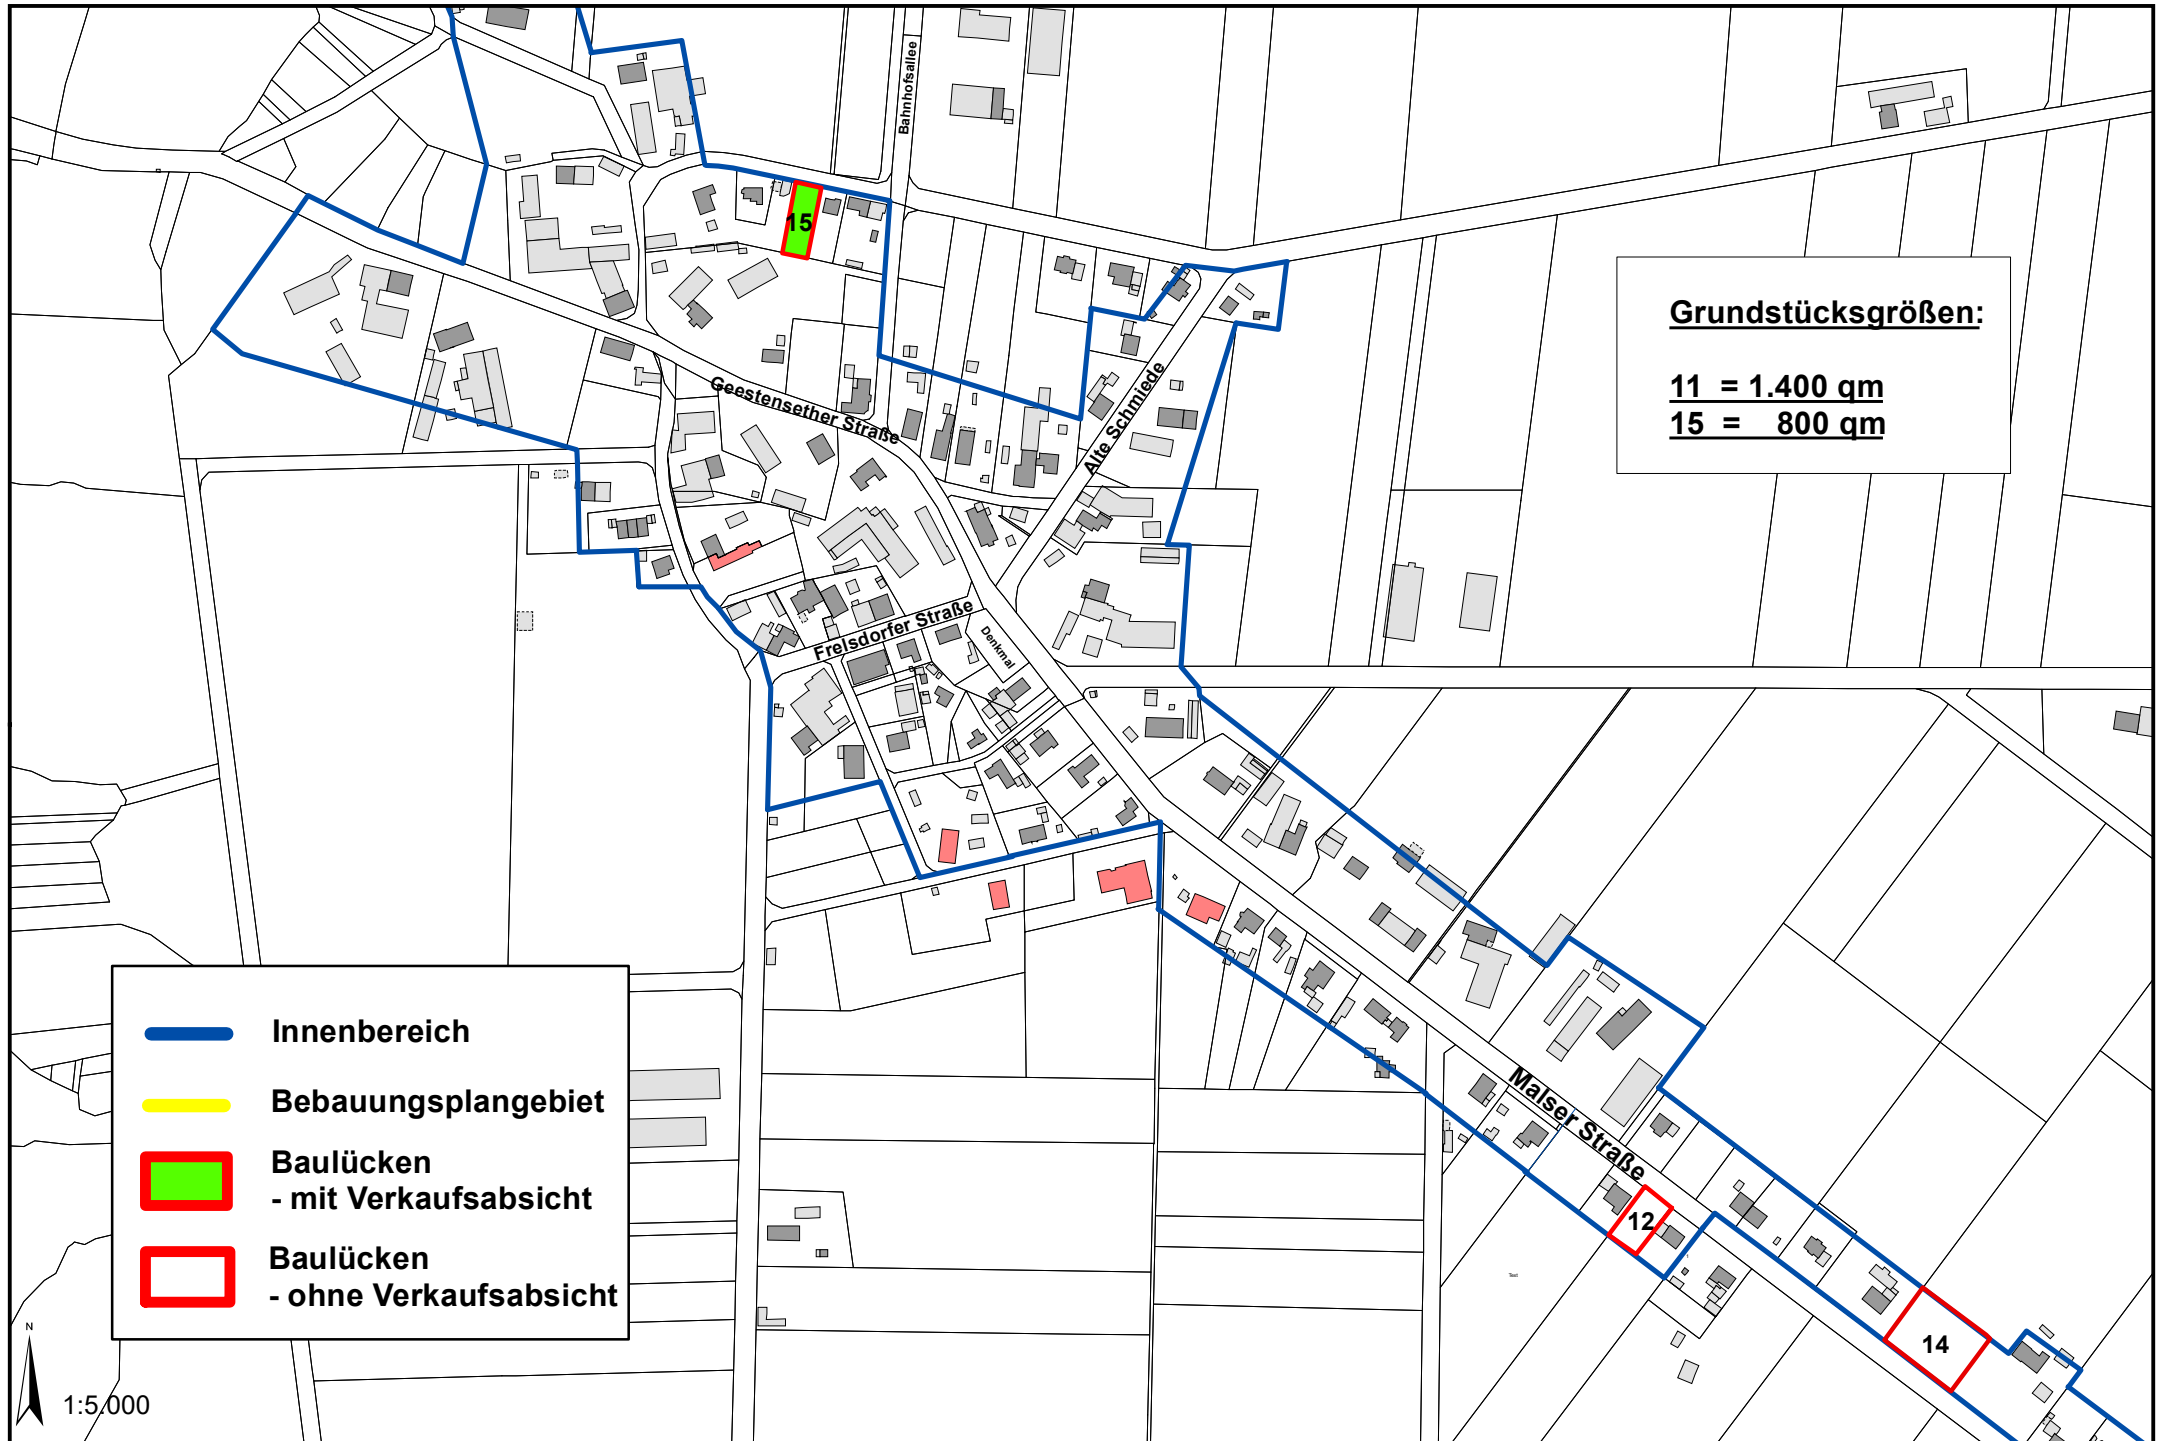 Bahnhofsallee
15
Grundstücksgrößen:
11 = 1.400 qm
15 = 800 qm
Geestensether Straße
Alte Schmiede
Frelsdorfer Straße
Denkmal
Innenbereich
Bebauungsplangebiet
Baulücken
- mit Verkaufsabsicht
Baulücken
- ohne Verkaufsabsicht
Malser Straße
12
Text
14
N
1:5.000